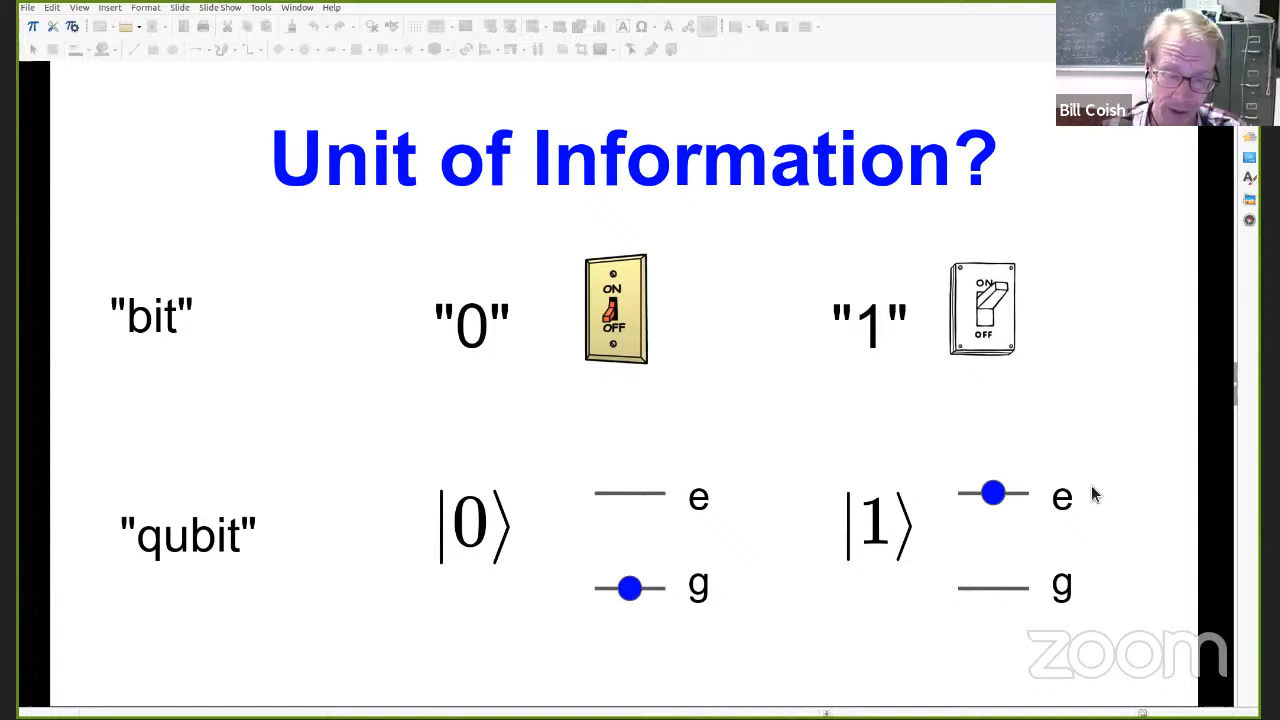 File Edit View Insert Format Slide Slide Show Tools Window Help
Bill Coish
Unit of Information?
"bit"
"0"
ON
OFF
"1"
ON
OFF
"qubit"
|0⟩
e
g
|1⟩
e
g
zoom